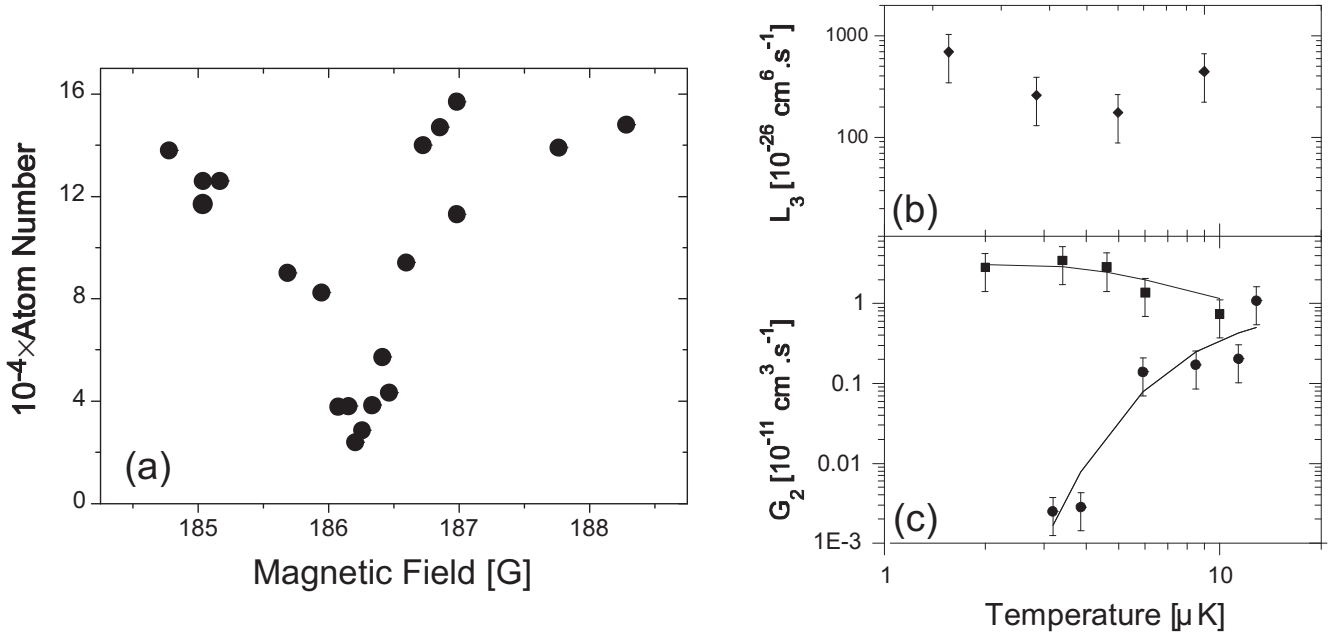 16
12
8
4
0
10⁻⁴×Atom Number
(a)
185
186
187
188
Magnetic Field [G]
1000
100
L₃ [10⁻²⁶ cm⁶.s⁻¹]
(b)
1
0.1
0.01
1E-3
G₂ [10⁻¹¹ cm³.s⁻¹]
(c)
1
10
Temperature [µK]